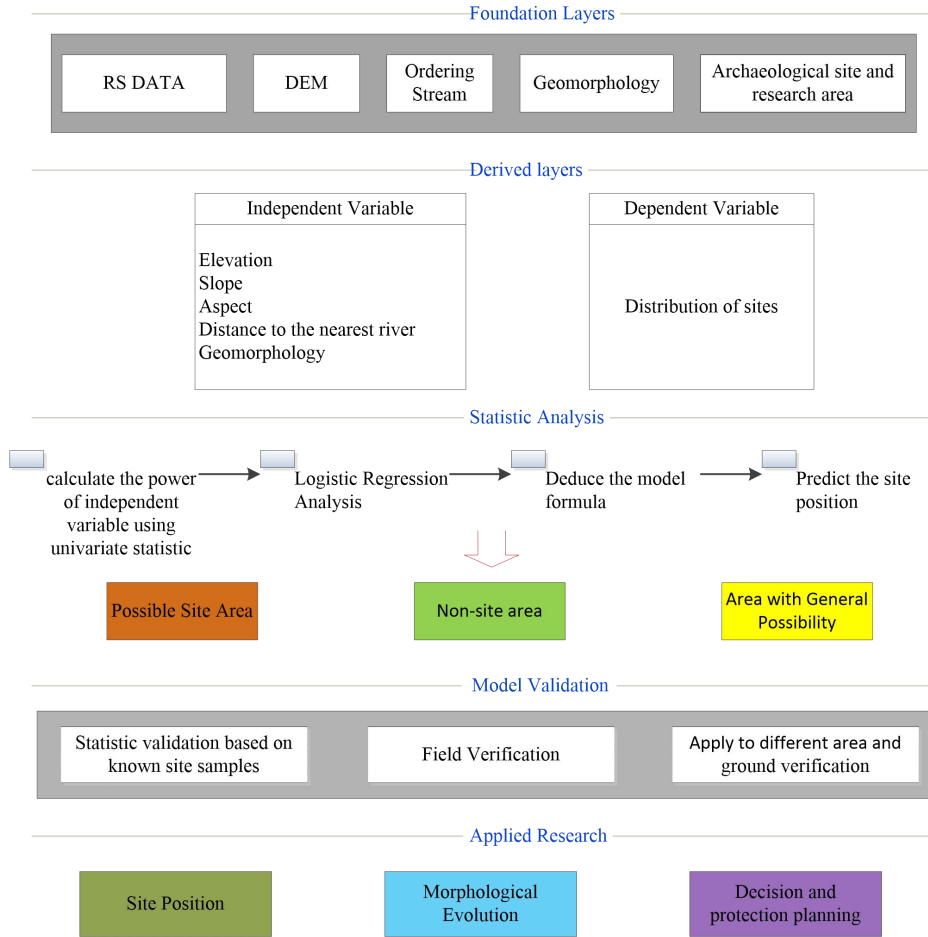 Foundation Layers
RS DATA
DEM
Ordering
Stream
Geomorphology
Archaeological site and
research area
Derived layers
Independent Variable
Elevation
Slope
Aspect
Distance to the nearest river
Geomorphology
Dependent Variable
Distribution of sites
Statistic Analysis
calculate the power
of independent
variable using
univariate statistic
Logistic Regression
Analysis
Deduce the model
formula
Predict the site
position
Possible Site Area
Non-site area
Area with General
Possibility
Model Validation
Statistic validation based on
known site samples
Field Verification
Apply to different area and
ground verification
Applied Research
Site Position
Morphological
Evolution
Decision and
protection planning